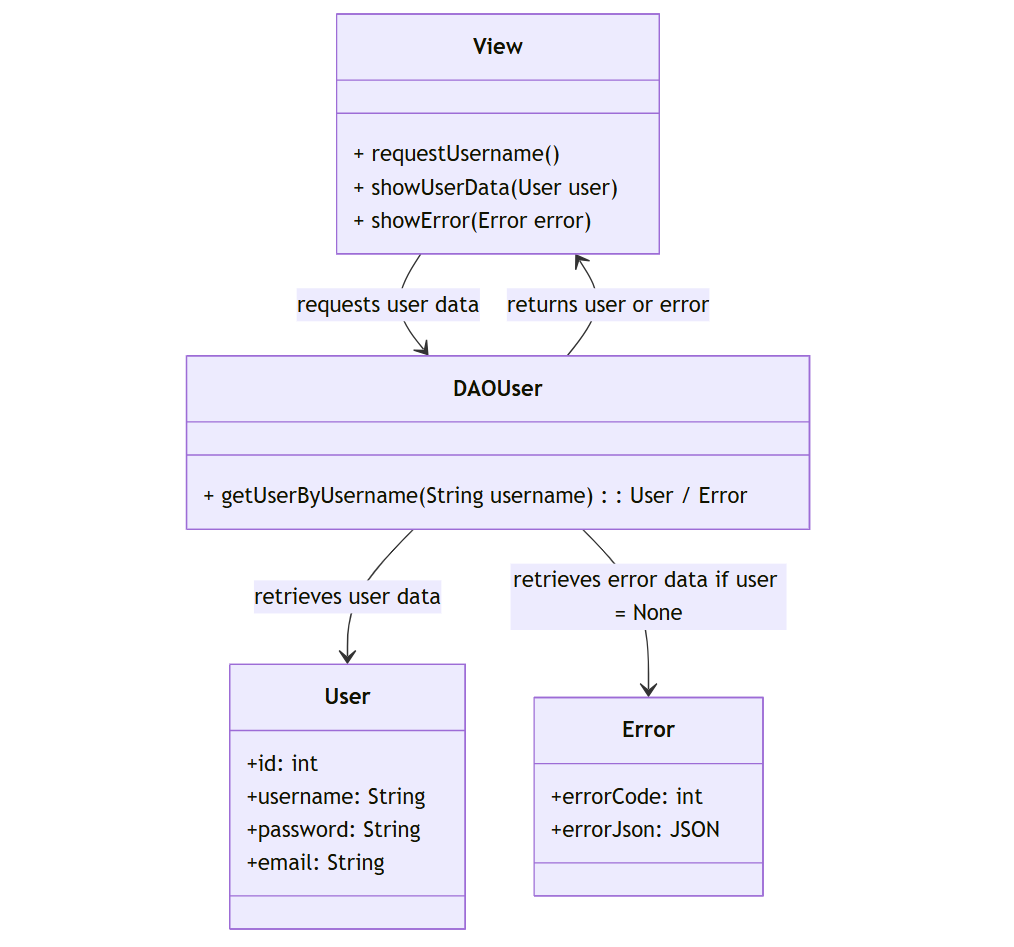 View
+ requestUsername()
+ showUserData(User user)
+ showError(Error error)
requests user data
returns user or error
DAOUser
+ getUserByUsername(String username) : : User / Error
retrieves user data
retrieves error data if user
= None
User
+id: int
+username: String
+password: String
+email: String
Error
+errorCode: int
+errorJson: JSON